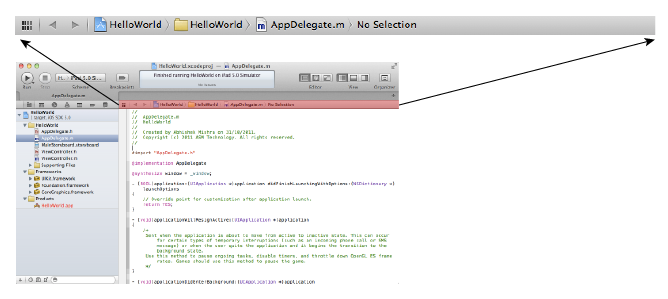 HelloWorld HelloWorld AppDelegate.m No Selection
HelloWorld.xcodeproj — AppDelegate.m
Finished running HelloWorld on iPad 5.0 Simulator
Run Stop Scheme Breakpoints No Issues Editor View Organizer
AppDelegate.m
HelloWorld HelloWorld AppDelegate.m No Selection
HelloWorld
1 target, iOS SDK 5.0
HelloWorld
AppDelegate.h
AppDelegate.m
MainStoryboard.storyboard
ViewController.h
ViewController.m
Supporting Files
Frameworks
UIKit.framework
Foundation.framework
CoreGraphics.framework
Products
HelloWorld.app
//
// AppDelegate.m
// HelloWorld
//
// Created by Abhishek Mishra on 31/10/2011.
// Copyright (c) 2011 ASM Technology. All rights reserved.
//
#import "AppDelegate.h"
@implementation AppDelegate
@synthesize window = _window;
- (BOOL)application:(UIApplication *)application didFinishLaunchingWithOptions:(NSDictionary *)
launchOptions
{
// Override point for customization after application launch.
return YES;
}
- (void)applicationWillResignActive:(UIApplication *)application
{
/*
Sent when the application is about to move from active to inactive state. This can occur
for certain types of temporary interruptions (such as an incoming phone call or SMS
message) or when the user quits the application and it begins the transition to the
background state.
Use this method to pause ongoing tasks, disable timers, and throttle down OpenGL ES frame
rates. Games should use this method to pause the game.
*/
}
- (void)applicationDidEnterBackground:(UIApplication *)application